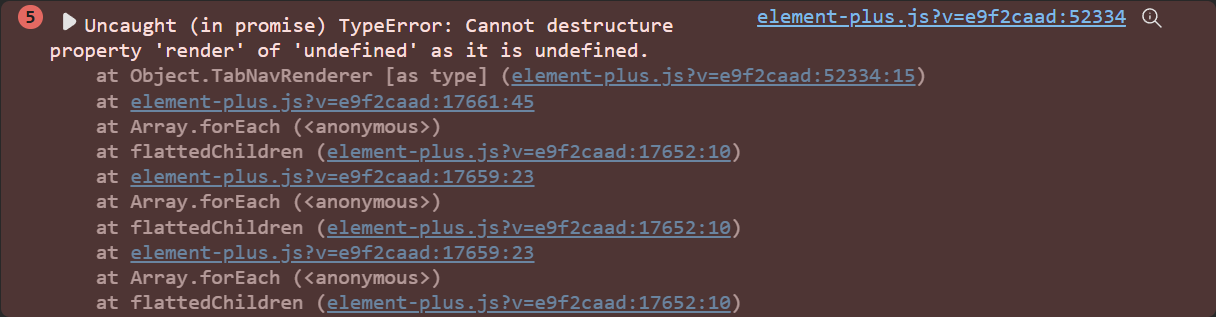 5 Uncaught (in promise) TypeError: Cannot destructure element-plus.js?v=e9f2caad:52334
property 'render' of 'undefined' as it is undefined.
at Object.TabNavRenderer [as type] (element-plus.js?v=e9f2caad:52334:15)
at element-plus.js?v=e9f2caad:17661:45
at Array.forEach (<anonymous>)
at flattedChildren (element-plus.js?v=e9f2caad:17652:10)
at element-plus.js?v=e9f2caad:17659:23
at Array.forEach (<anonymous>)
at flattedChildren (element-plus.js?v=e9f2caad:17652:10)
at element-plus.js?v=e9f2caad:17659:23
at Array.forEach (<anonymous>)
at flattedChildren (element-plus.js?v=e9f2caad:17652:10)